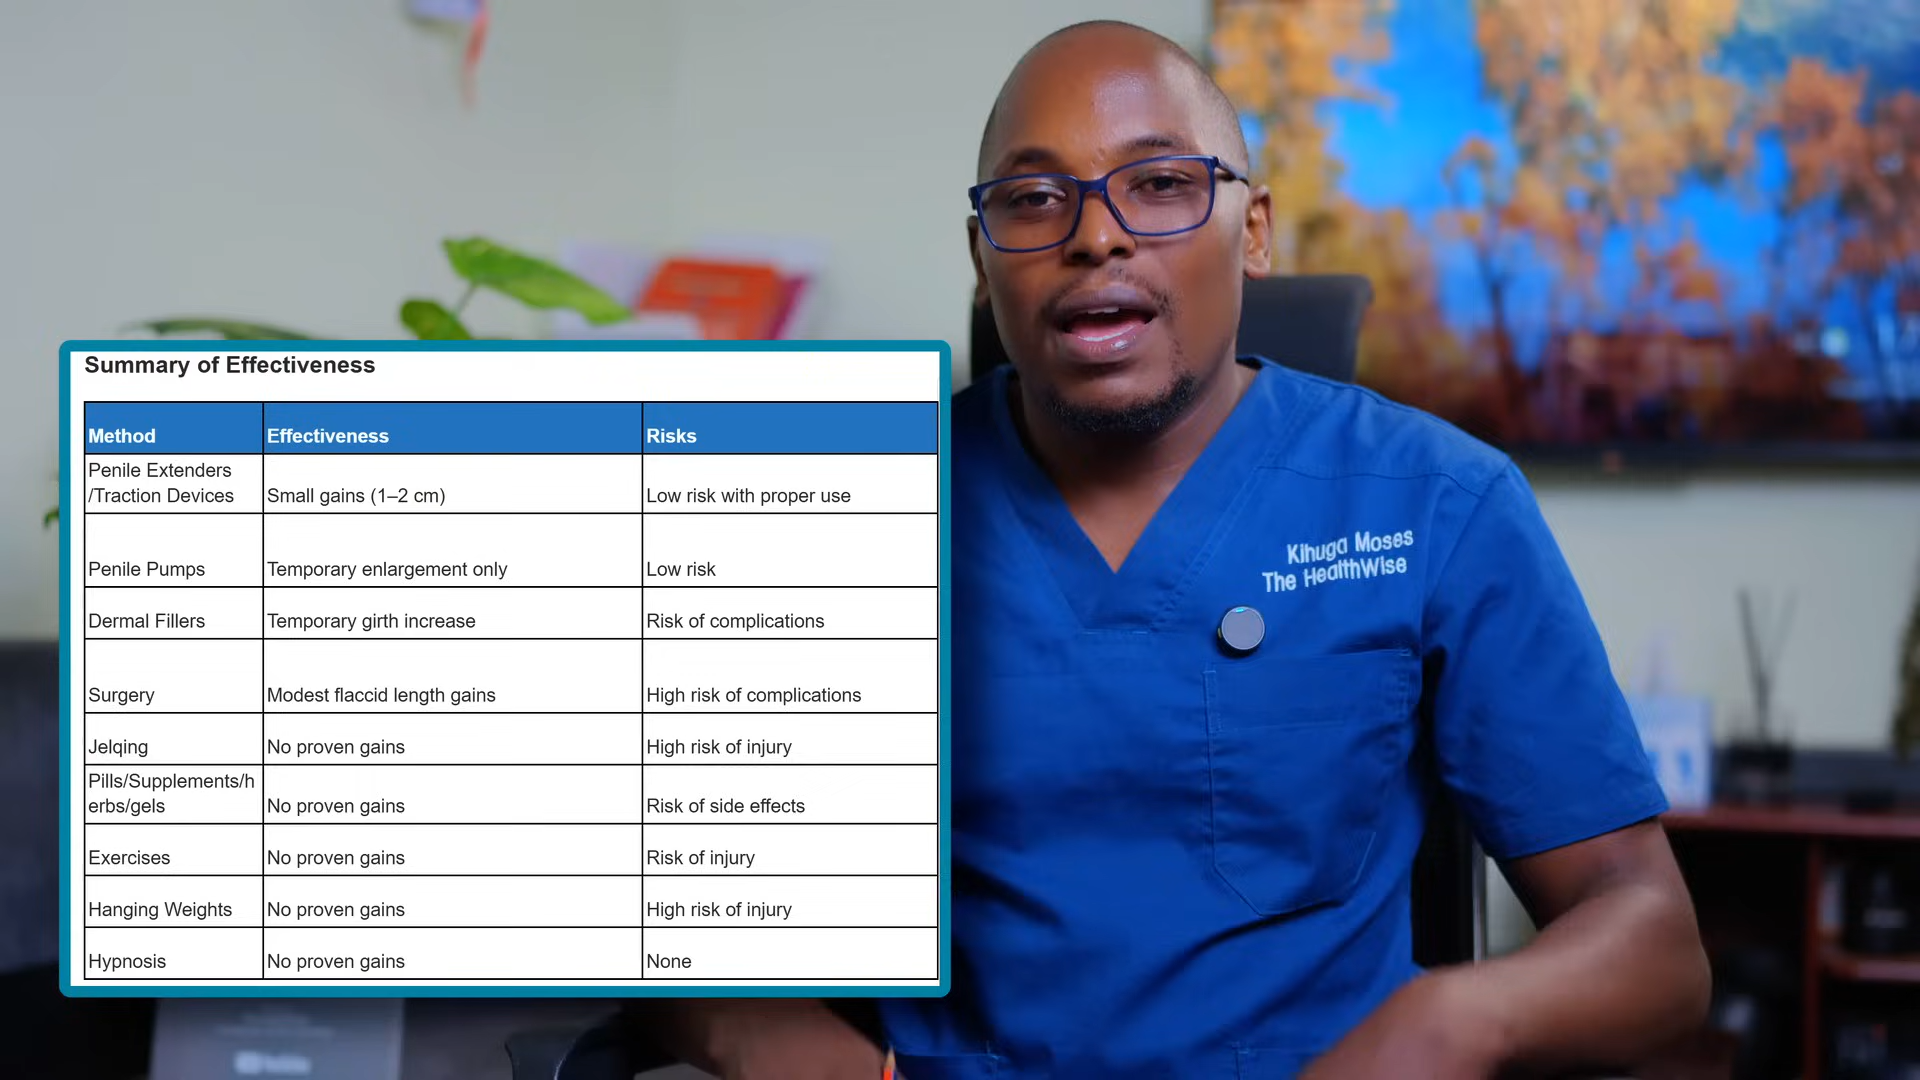 Summary of Effectiveness
Method Effectiveness Risks
Penile Extenders
/Traction Devices Small gains (1–2 cm) Low risk with proper use
Penile Pumps Temporary enlargement only Low risk
Dermal Fillers Temporary girth increase Risk of complications
Surgery Modest flaccid length gains High risk of complications
Jelqing No proven gains High risk of injury
Pills/Supplements/h
erbs/gels No proven gains Risk of side effects
Exercises No proven gains Risk of injury
Hanging Weights No proven gains High risk of injury
Hypnosis No proven gains None
Kihuga Moses
The HealthWise